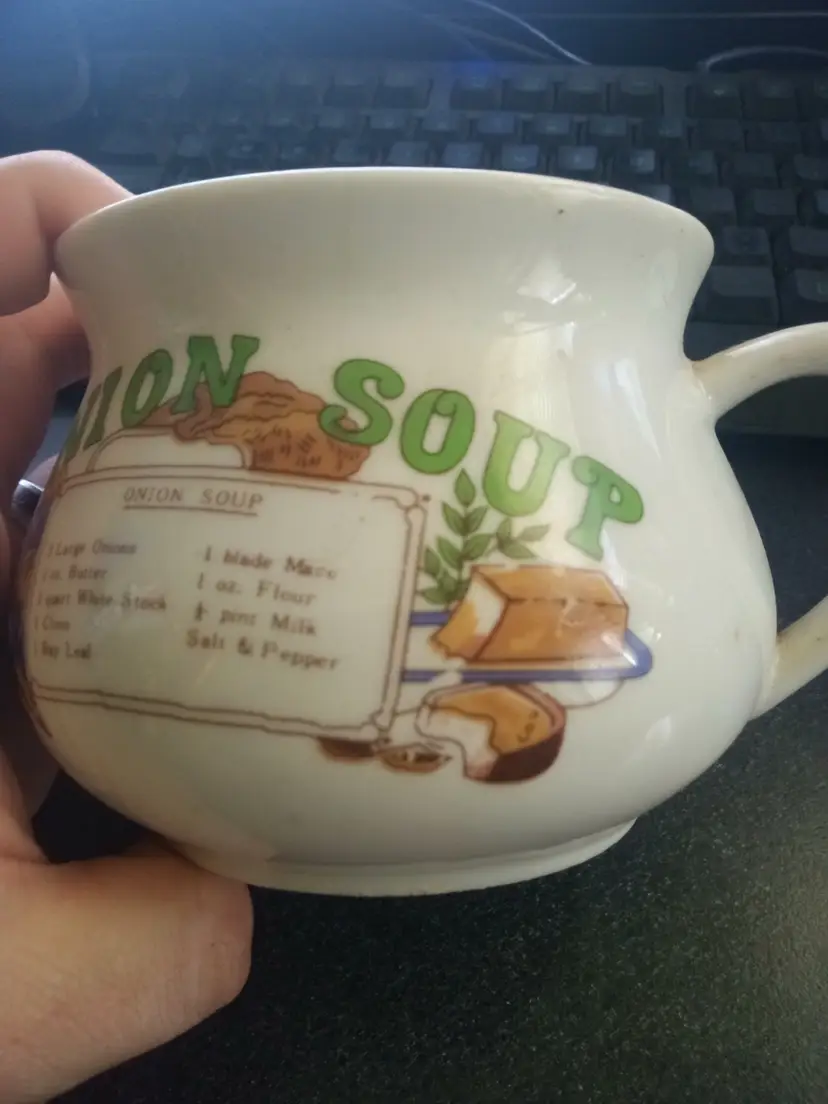 NION SOUP
ONION SOUP
Large Onions 1 blade Mace
oz. Butter 1 oz. Flour
White Stock pint Milk
Salt & Pepper
Bay Leaf